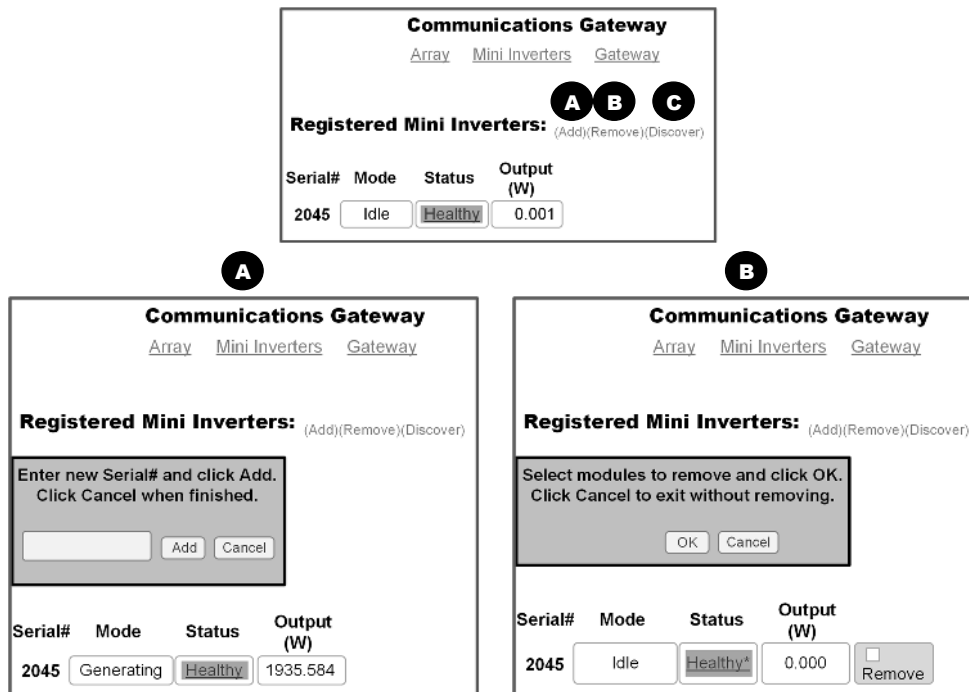 Communications Gateway
Array Mini Inverters Gateway
A B C
Registered Mini Inverters: (Add)(Remove)(Discover)
Serial# Mode Status Output (W)
2045 Idle Healthy 0.001
A
Communications Gateway
Array Mini Inverters Gateway
Registered Mini Inverters: (Add)(Remove)(Discover)
Enter new Serial# and click Add.
Click Cancel when finished.
Add Cancel
Serial# Mode Status Output (W)
2045 Generating Healthy 1935.584
B
Communications Gateway
Array Mini Inverters Gateway
Registered Mini Inverters: (Add)(Remove)(Discover)
Select modules to remove and click OK.
Click Cancel to exit without removing.
OK Cancel
Serial# Mode Status Output (W)
2045 Idle Healthy* 0.000 Remove